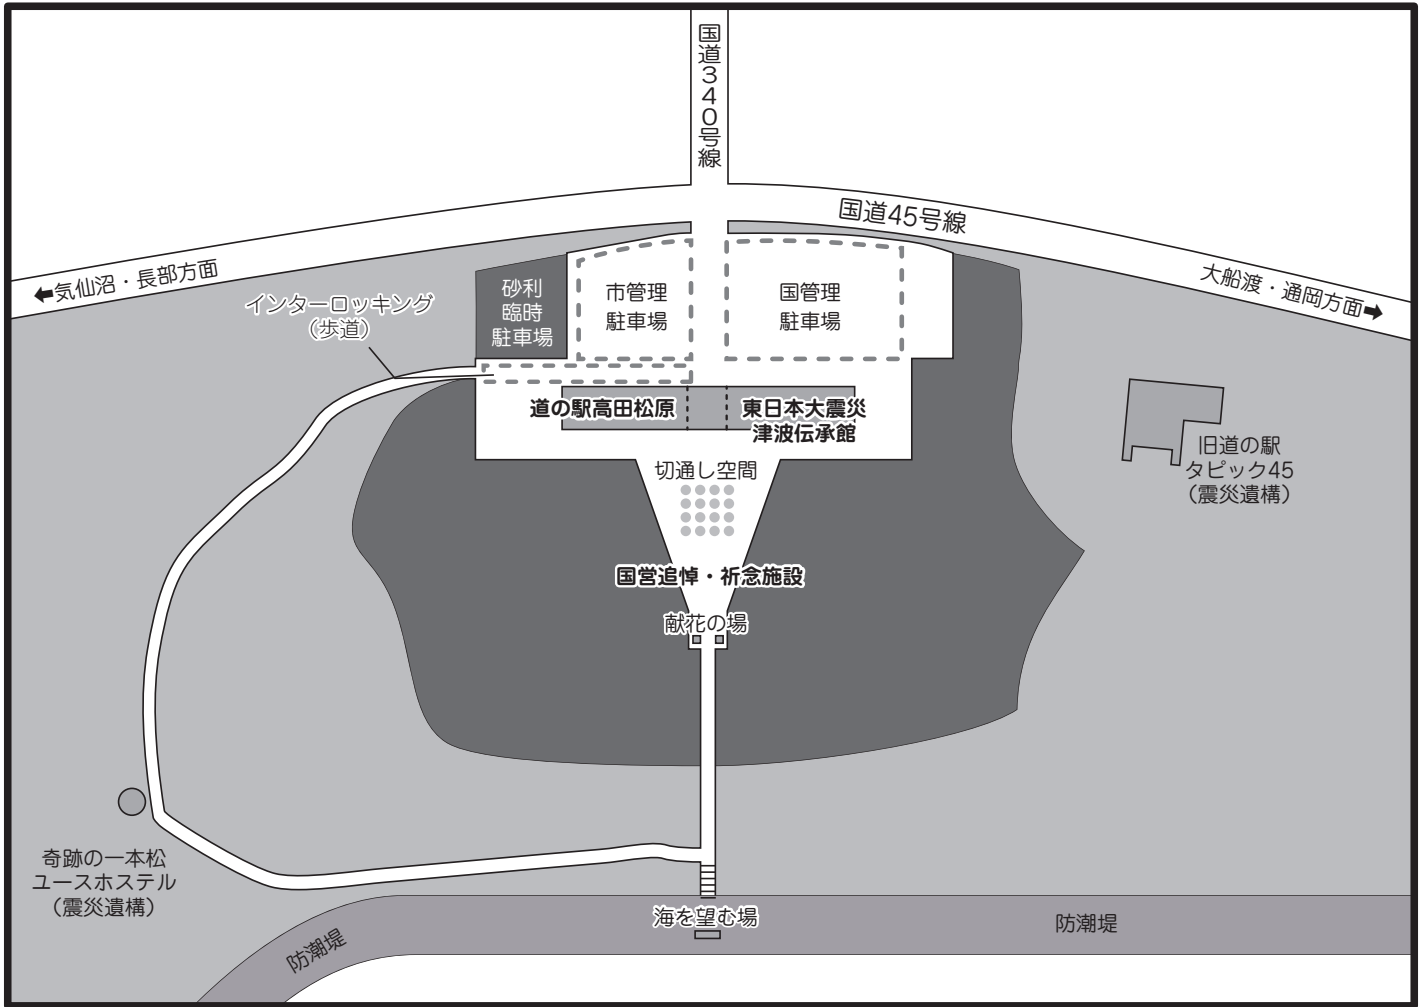 国道340号線
国道45号線
←気仙沼・長部方面
大船渡・通岡方面→
インターロッキング
(歩道)
砂利
臨時
駐車場
市管理
駐車場
国管理
駐車場
道の駅高田松原
東日本大震災
津波伝承館
旧道の駅
タピック45
(震災遺構)
切通し空間
国営追悼・祈念施設
献花の場
奇跡の一本松
ユースホステル
(震災遺構)
海を望む場
防潮堤
防潮堤